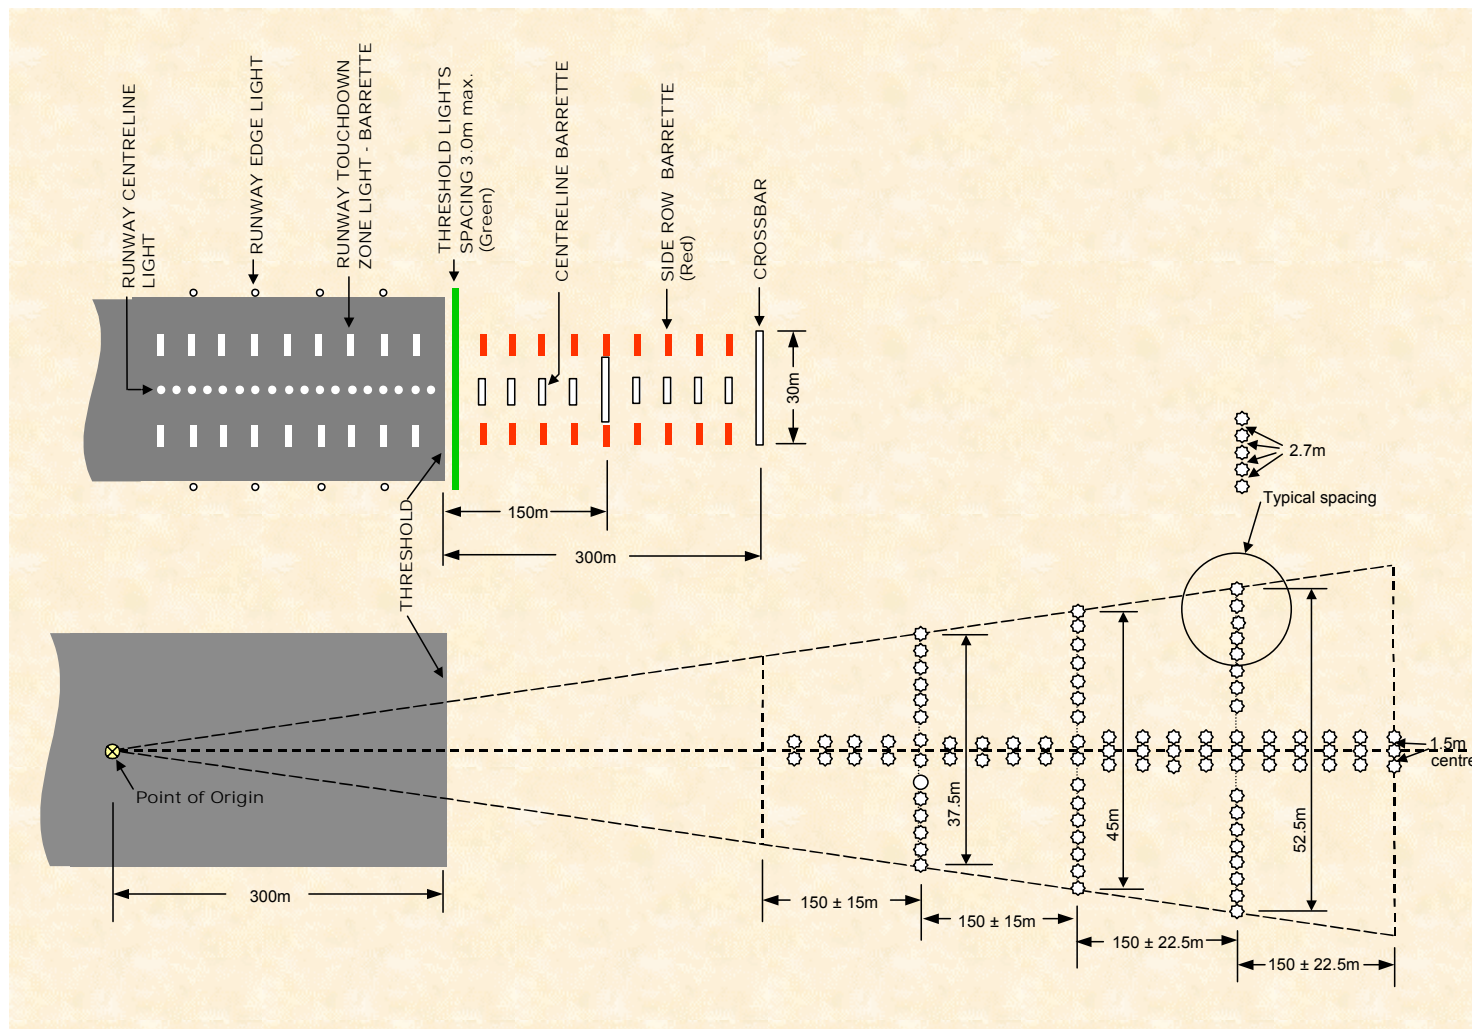 RUNWAY CENTRELINE
LIGHT
RUNWAY EDGE LIGHT
RUNWAY TOUCHDOWN
ZONE LIGHT - BARRETTE
THRESHOLD LIGHTS
SPACING 3.0m max.
(Green)
CENTRELINE BARRETTE
SIDE ROW BARRETTE
(Red)
CROSSBAR
30m
150m
300m
THRESHOLD
2.7m
Typical spacing
37.5m
45m
52.5m
1.5m
centre
Point of Origin
300m
150 ± 15m
150 ± 15m
150 ± 22.5m
150 ± 22.5m